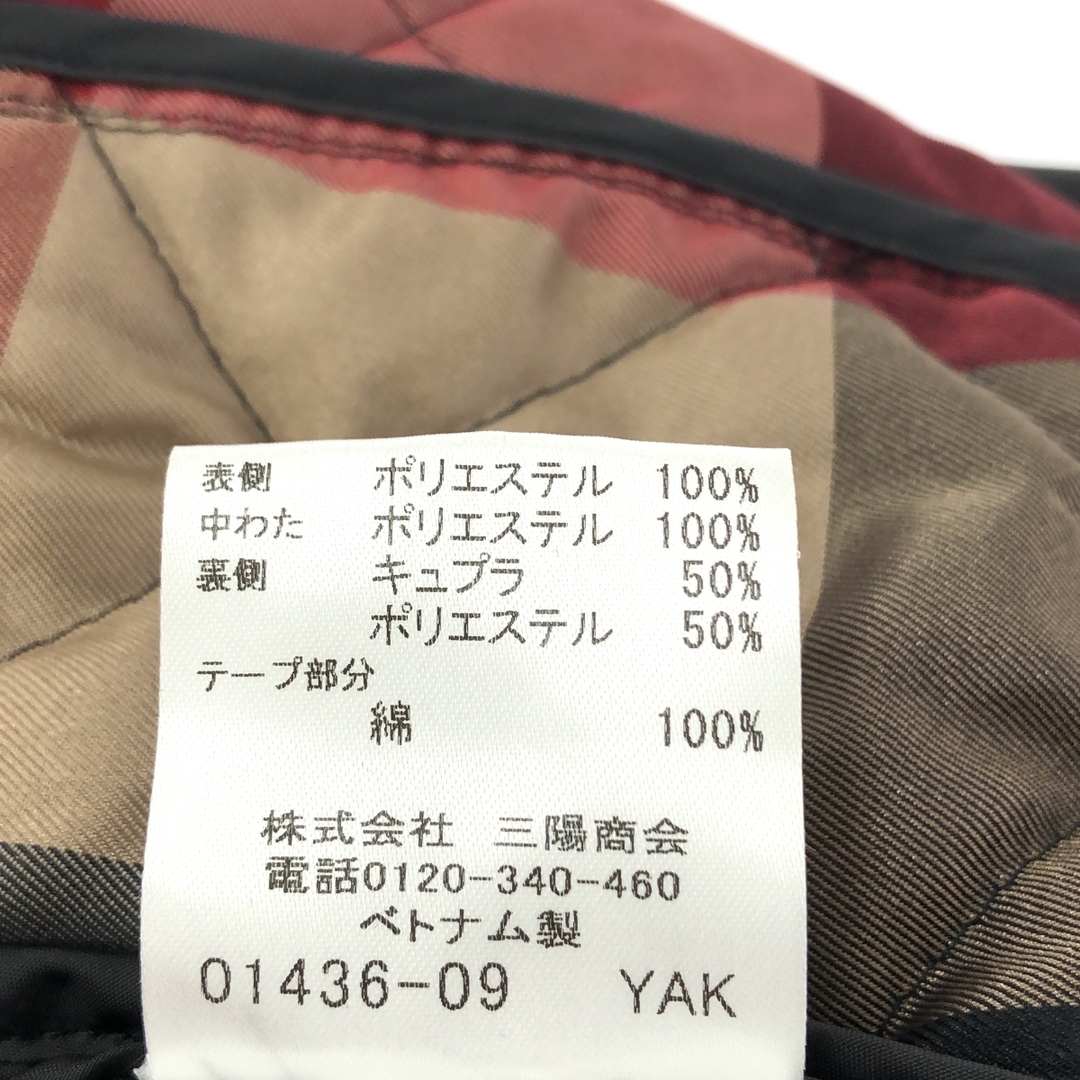 表側 ポリエステル 100%
中わた ポリエステル 100%
裏側 キュプラ 50%
ポリエステル 50%
テープ部分
綿 100%
株式会社 三陽商会
電話0120-340-460
ベトナム製
01436-09 YAK